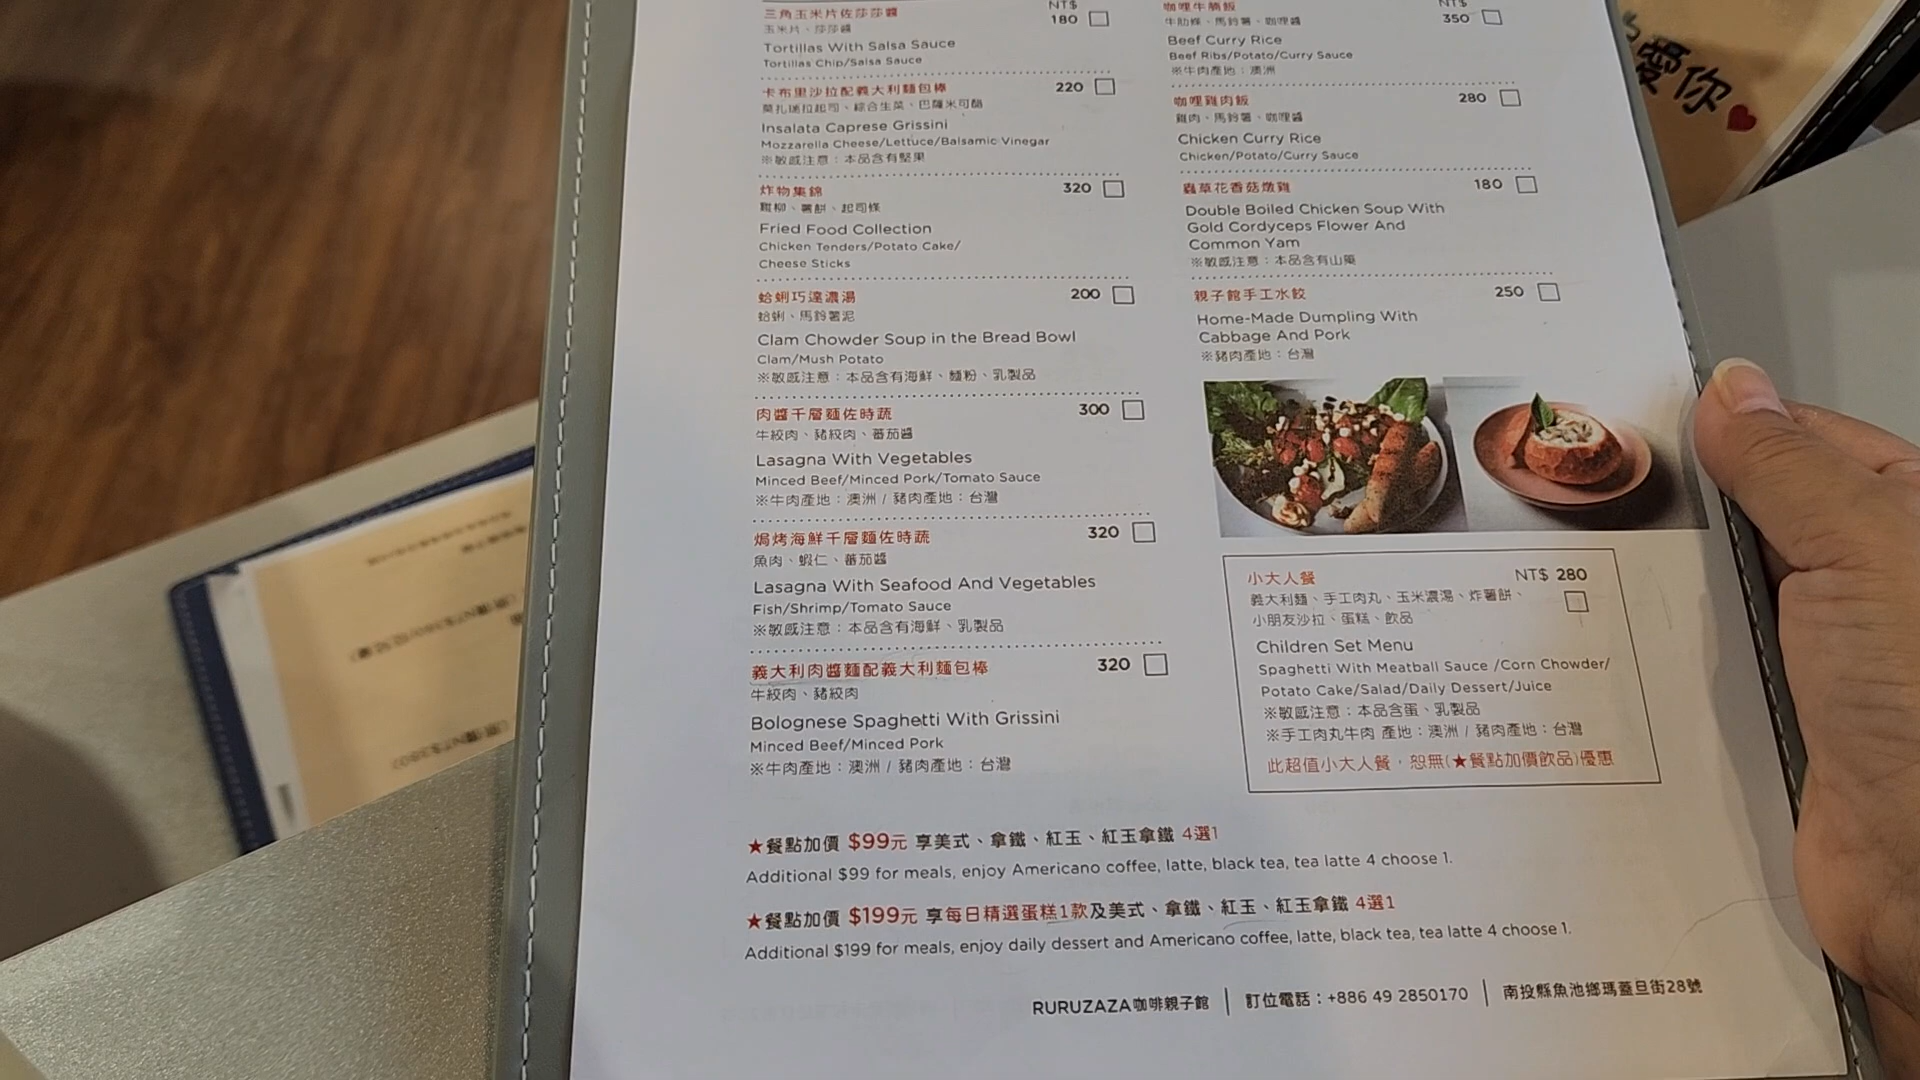 三角玉米片佐莎莎醬
NT$
180
玉米片、莎莎醬
Tortillas With Salsa Sauce
Tortillas Chip/Salsa Sauce
卡布里沙拉配義大利麵包棒
220
莫扎瑞拉起司、綜合生菜、巴薩米可醋
Insalata Caprese Grissini
Mozzarella Cheese/Lettuce/Balsamic Vinegar
※敏感注意：本品含有堅果
炸物集錦
320
雞柳、薯餅、起司條
Fried Food Collection
Chicken Tenders/Potato Cake/
Cheese Sticks
蛤蜊巧達濃湯
200
蛤蜊、馬鈴薯泥
Clam Chowder Soup in the Bread Bowl
Clam/Mush Potato
※敏感注意：本品含有海鮮、麵粉、乳製品
肉醬千層麵佐時蔬
300
牛絞肉、豬絞肉、蕃茄醬
Lasagna With Vegetables
Minced Beef/Minced Pork/Tomato Sauce
※牛肉產地：澳洲 / 豬肉產地：台灣
焗烤海鮮千層麵佐時蔬
320
魚肉、蝦仁、蕃茄醬
Lasagna With Seafood And Vegetables
Fish/Shrimp/Tomato Sauce
※敏感注意：本品含有海鮮、乳製品
義大利肉醬麵配義大利麵包棒
320
牛絞肉、豬絞肉
Bolognese Spaghetti With Grissini
Minced Beef/Minced Pork
※牛肉產地：澳洲 / 豬肉產地：台灣
咖哩牛腩飯
NT$
350
牛肋條、馬鈴薯、咖哩醬
Beef Curry Rice
Beef Ribs/Potato/Curry Sauce
※牛肉產地：澳洲
咖哩雞肉飯
280
雞肉、馬鈴薯、咖哩醬
Chicken Curry Rice
Chicken/Potato/Curry Sauce
蟲草花香菇燉雞
180
Double Boiled Chicken Soup With
Gold Cordyceps Flower And
Common Yam
※敏感注意：本品含有山藥
親子館手工水餃
250
Home-Made Dumpling With
Cabbage And Pork
※豬肉產地：台灣
小大人餐
NT$ 280
義大利麵、手工肉丸、玉米濃湯、炸薯餅、
小朋友沙拉、蛋糕、飲品
Children Set Menu
Spaghetti With Meatball Sauce /Corn Chowder/
Potato Cake/Salad/Daily Dessert/Juice
※敏感注意：本品含蛋、乳製品
※手工肉丸牛肉 產地：澳洲 / 豬肉產地：台灣
此超值小大人餐，恕無(★餐點加價飲品)優惠
★餐點加價 $99元 享美式、拿鐵、紅玉、紅玉拿鐵 4選1
Additional $99 for meals, enjoy Americano coffee, latte, black tea, tea latte 4 choose 1.
★餐點加價 $199元 享每日精選蛋糕1款及美式、拿鐵、紅玉、紅玉拿鐵 4選1
Additional $199 for meals, enjoy daily dessert and Americano coffee, latte, black tea, tea latte 4 choose 1.
RURUZAZA咖啡親子館 | 訂位電話：+886 49 2850170 | 南投縣魚池鄉瑪蓋旦街28號
愛你